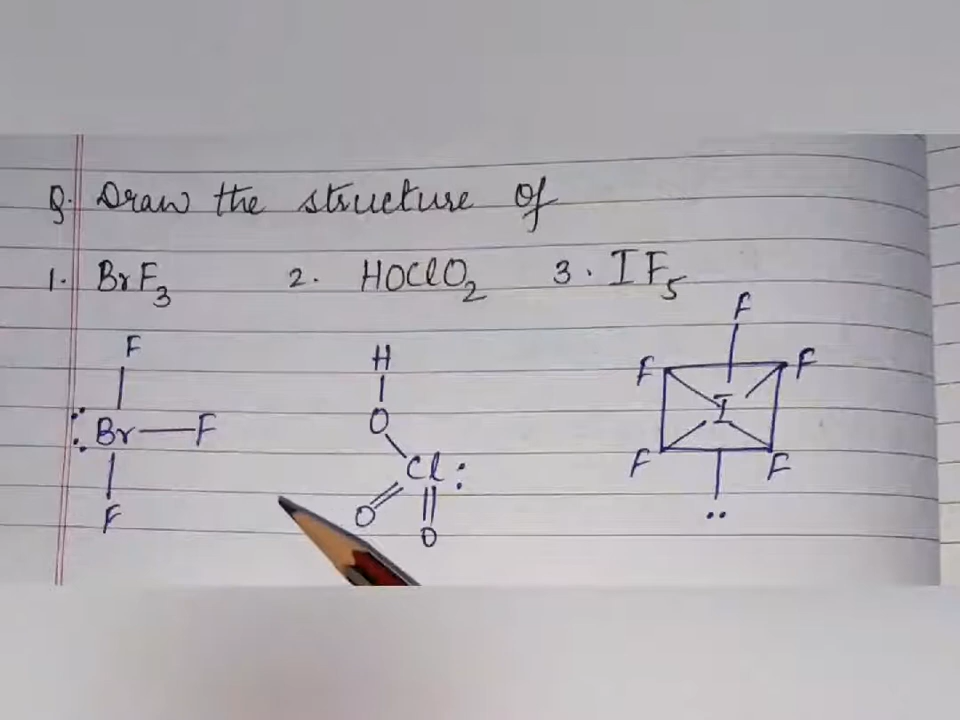 Q. Draw the structure of
1. BrF3 2. HOClO2 3. IF5
F
F H F F
:Br—F O I
Cl:
F F
F O O ..